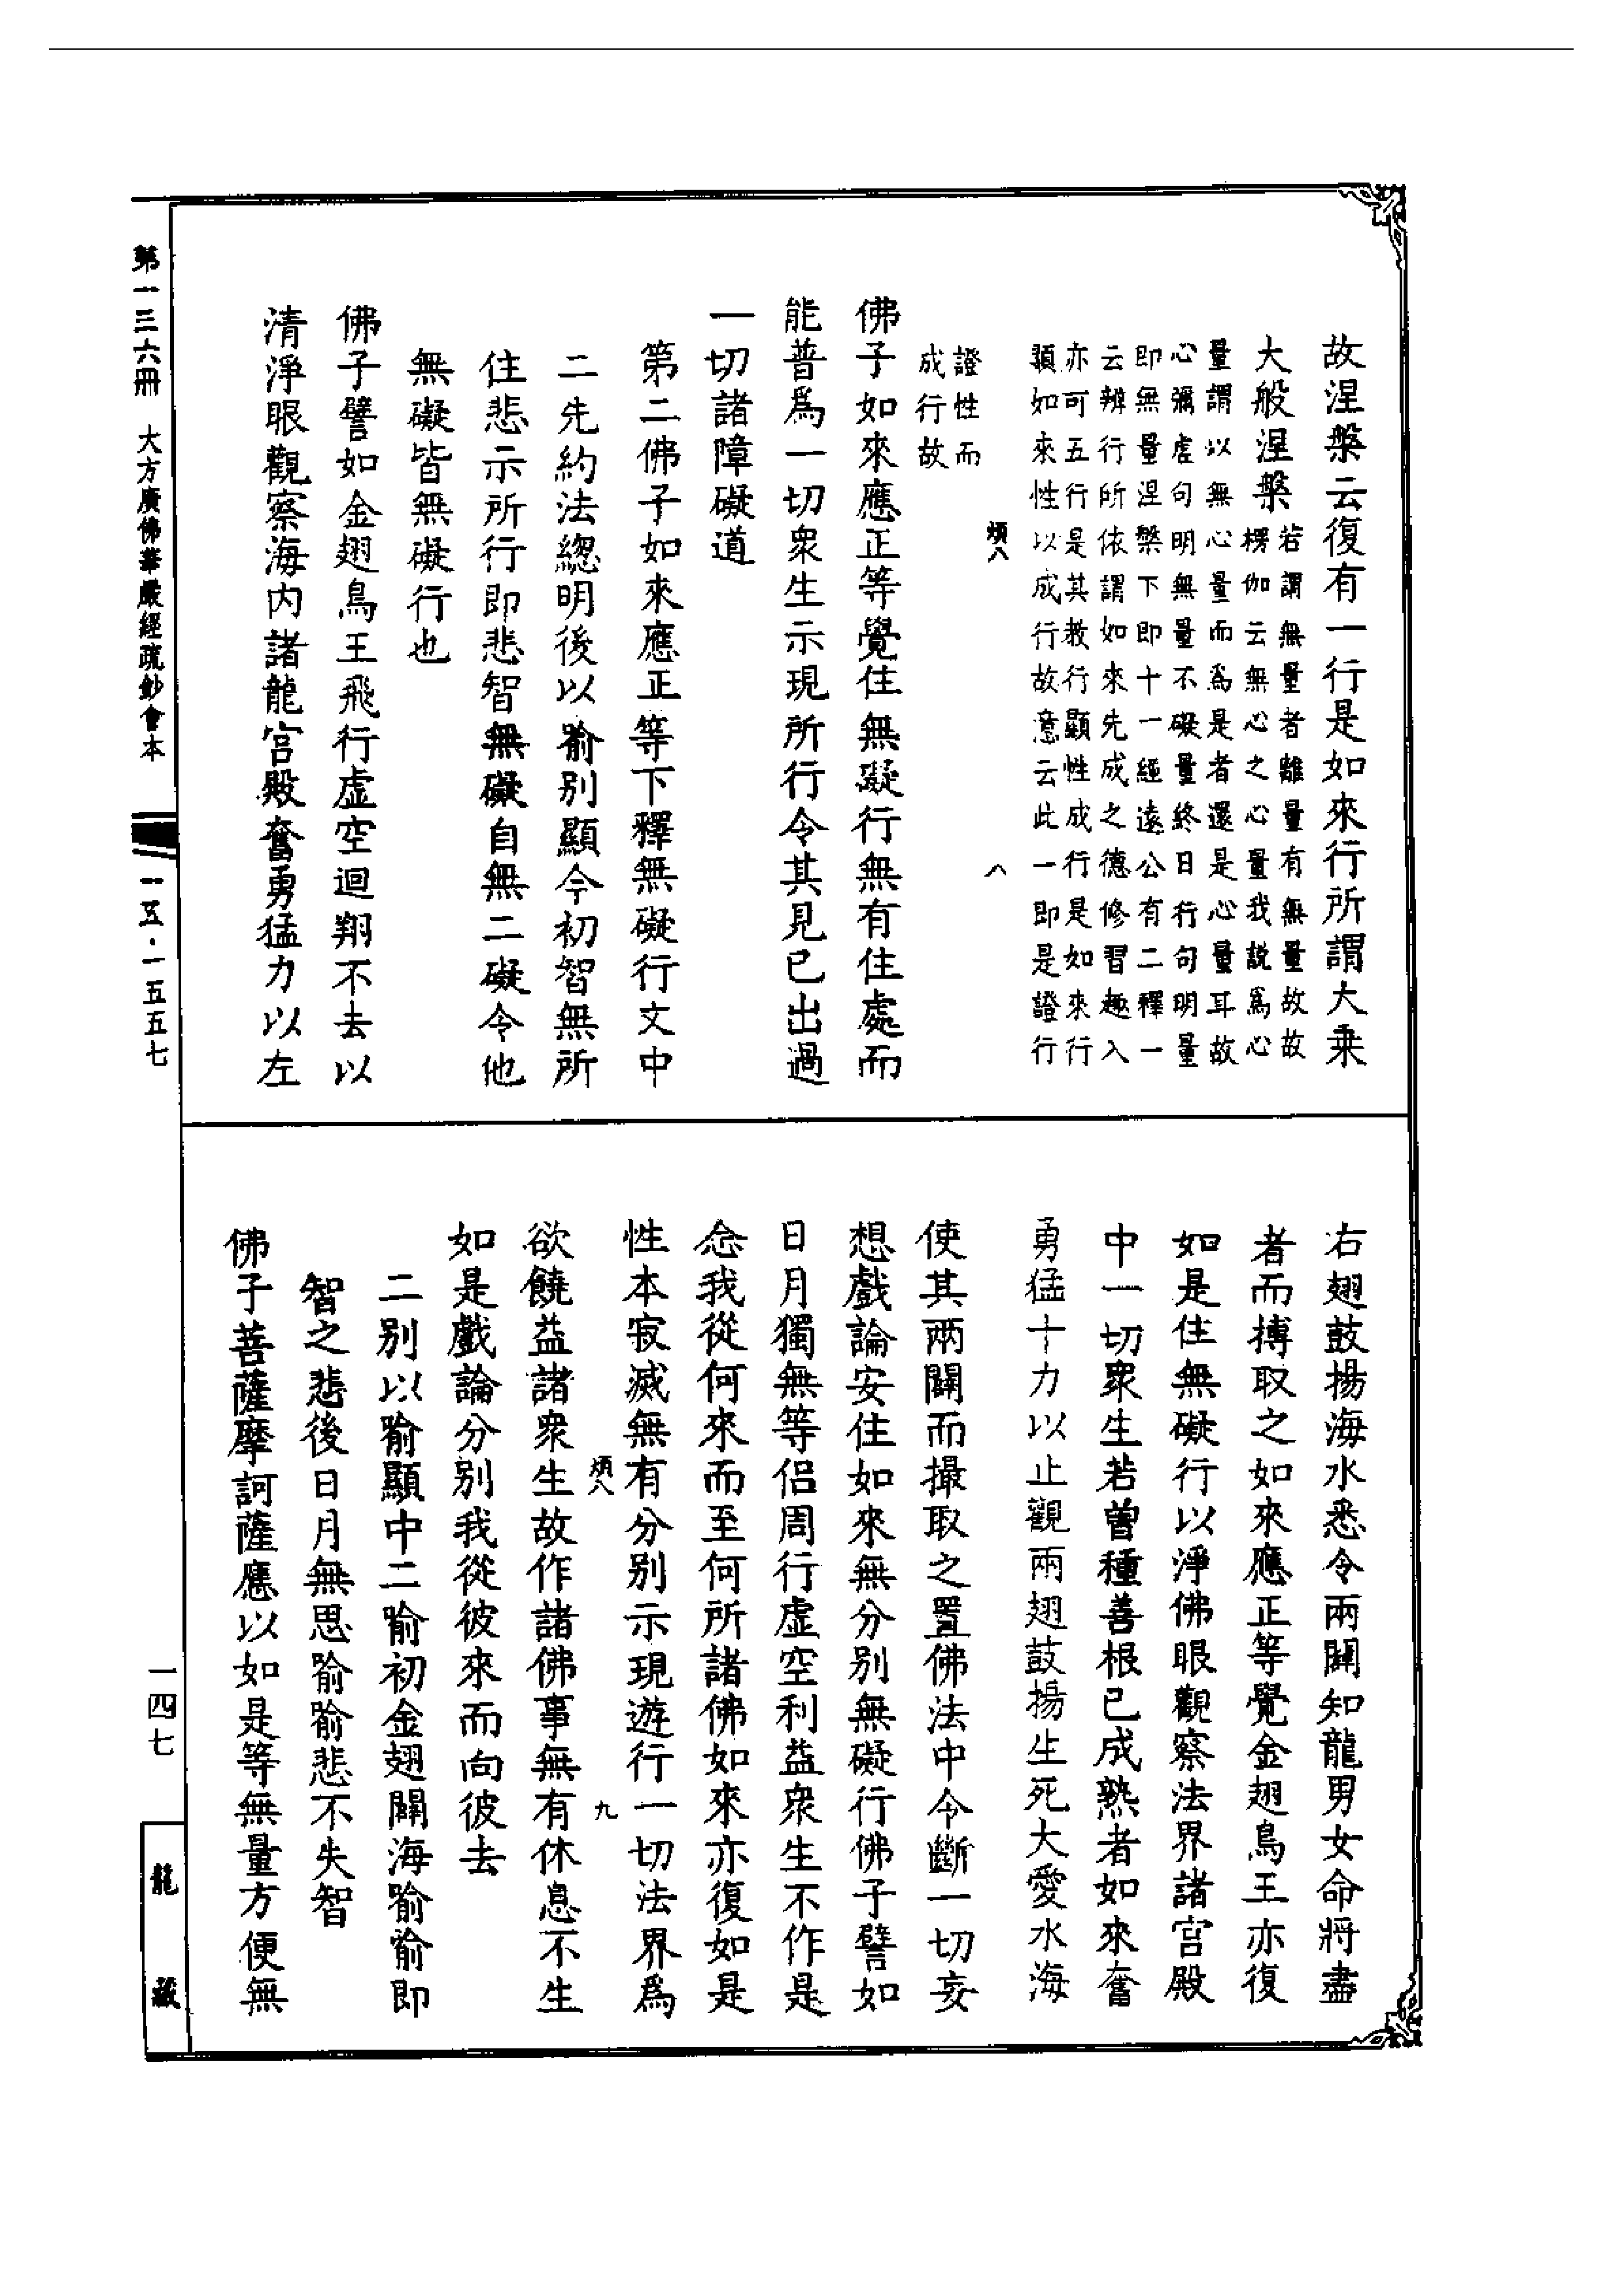 故涅槃云復有一行是如來行所謂大乗
大般涅槃
若謂無量者離量有無量故故
楞伽云無心之心量我説為心
量謂以無心量而為是者還是心量耳故
心彌虛句明無量不礙量終日行句明量
即無量涅槃下即十一經遠公有二釋一
云辨行所依謂如來先成之德修習趣入
亦可五行是其教行顯性成行是如來行
顯如來性以成行故意云此一即是證行
煩八 八
證性而
成行故
佛子如來應正等覺住無礙行無有住處而
能普爲一切衆生示現所行令其見已出過
一切諸障礙道
第二佛子如來應正等下釋無礙行文中
二先約法總明後以喻別顯今初智無所
住悲示所行即悲智無礙自無二礙令他
無礙皆無礙行也
佛子譬如金翅鳥王飛行虛空迴翔不去以
清淨眼觀察海內諸龍宮殿奮勇猛力以左
右翅鼓揚海水悉令兩闢知龍男女命將盡
者而搏取之如來應正等覺金翅鳥王亦復
如是住無礙行以淨佛眼觀察法界諸宮殿
中一切眾生若曾種善根已成熟者如來奮
勇猛十力以止觀兩翅鼓揚生死大愛水海
使其兩闢而撮取之置佛法中令斷一切妄
想戲論安住如來無分別無礙行佛子譬如
日月獨無等侶周行虛空利益衆生不作是
念我從何來而至何所諸佛如來亦復如是
性本寂滅無有分別示現遊行一切法界爲
煩八 九
欲饒益諸衆生故作諸佛事無有休息不生
如是戲論分別我從彼來而向彼去
二別以喻顯中二喻初金翅闢海喻喻即
智之悲後日月無思喻喻悲不失智
佛子菩薩摩訶薩應以如是等無量方便無
第一三六冊 大方廣佛華嚴經疏鈔會本 一五·一五五七
一四七
龍藏